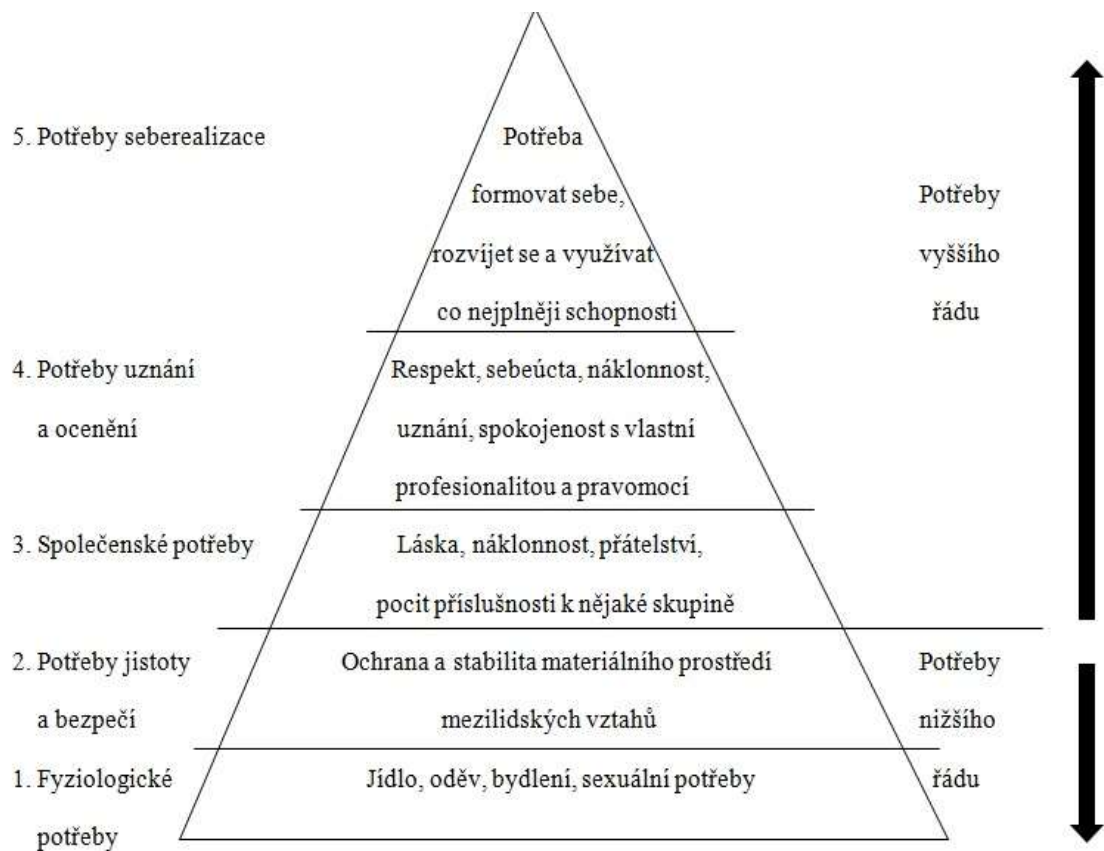 5. Potřeby seberealizace
Potřeba
formovat sebe,
rozvíjet se a využívat
co nejplněji schopnosti
Potřeby
vyššího
řádu
4. Potřeby uznání
a ocenění
Respekt, sebeúcta, náklonnost,
uznání, spokojenost s vlastní
profesionalitou a pravomocí
3. Společenské potřeby
Láska, náklonnost, přátelství,
pocit příslušnosti k nějaké skupině
2. Potřeby jistoty
a bezpečí
Ochrana a stabilita materiálního prostředí
mezilidských vztahů
Potřeby
nižšího
řádu
1. Fyziologické
potřeby
Jídlo, oděv, bydlení, sexuální potřeby